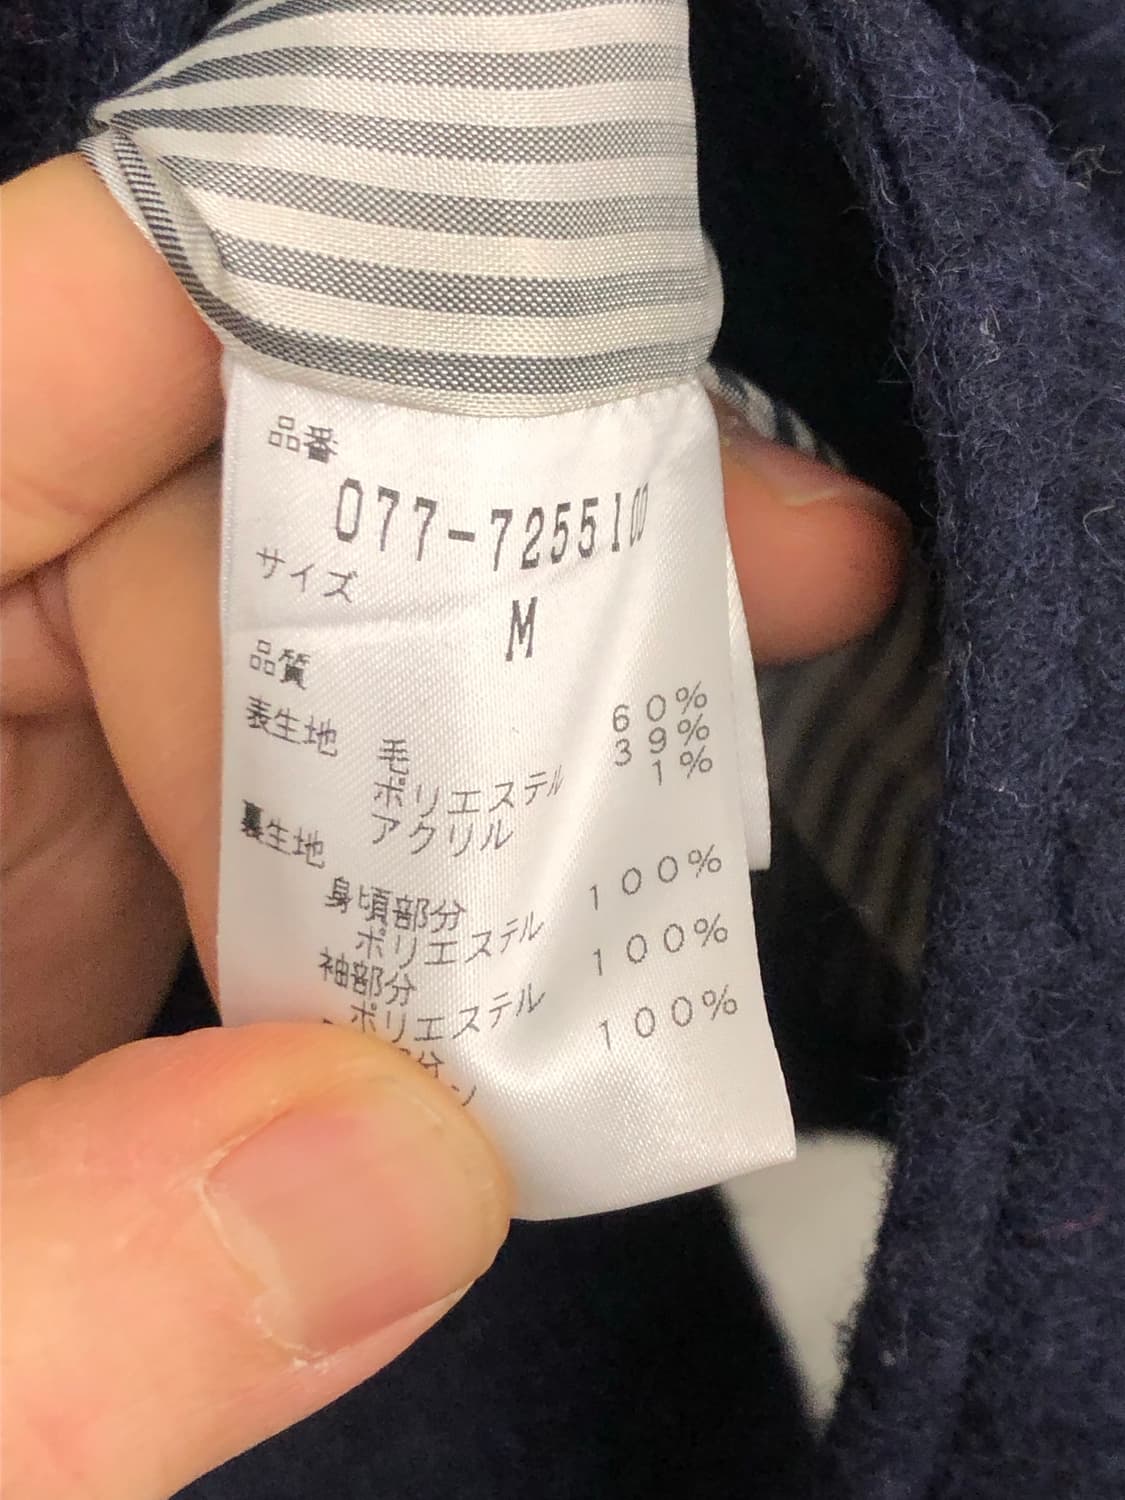 品番
077-7255100
サイズ
M
品質
表生地
毛 60%
ポリエステル 39%
アクリル 1%
裏生地
身頃部分
ポリエステル 100%
袖部分
ポリエステル 100%
100%